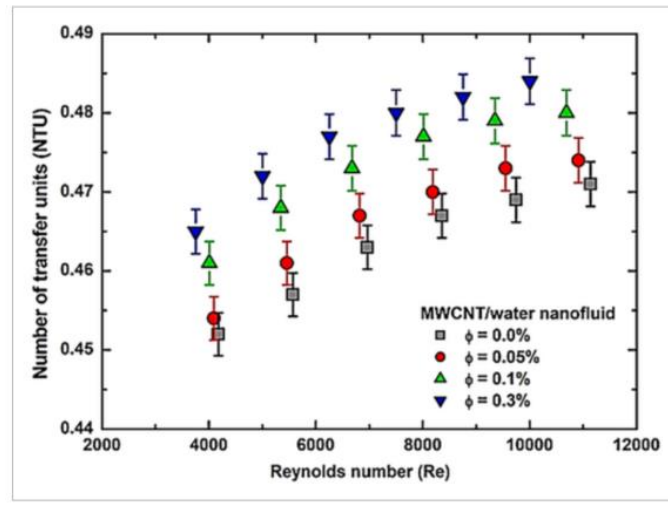 0.49
0.48
0.47
0.46
0.45
0.44
Number of transfer units (NTU)
MWCNT/water nanofluid
ϕ = 0.0%
ϕ = 0.05%
ϕ = 0.1%
ϕ = 0.3%
2000 4000 6000 8000 10000 12000
Reynolds number (Re)